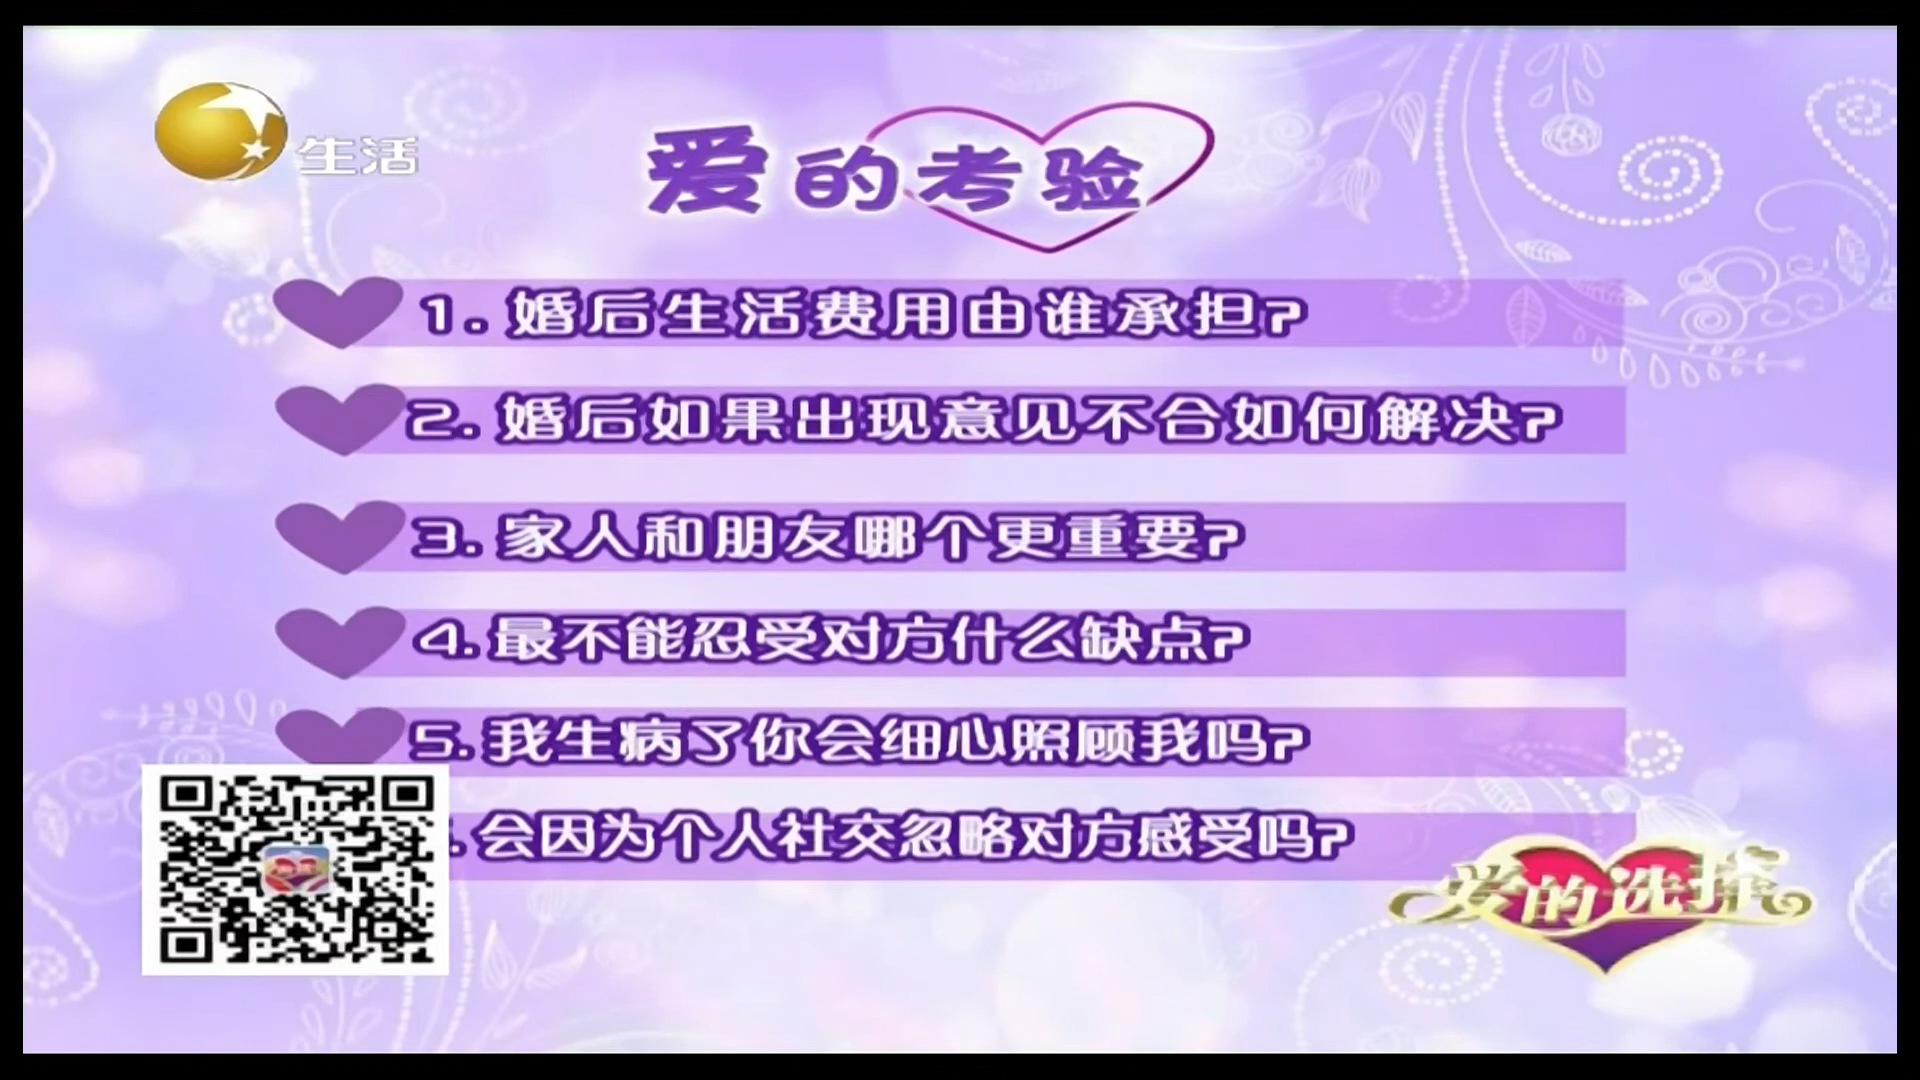 生活
爱的考验
1.婚后生活费用由谁承担?
2.婚后如果出现意见不合如何解决?
3.家人和朋友哪个更重要?
4.最不能忍受对方什么缺点?
5.我生病了你会细心照顾我吗?
.会因为个人社交忽略对方感受吗?
爱的选择